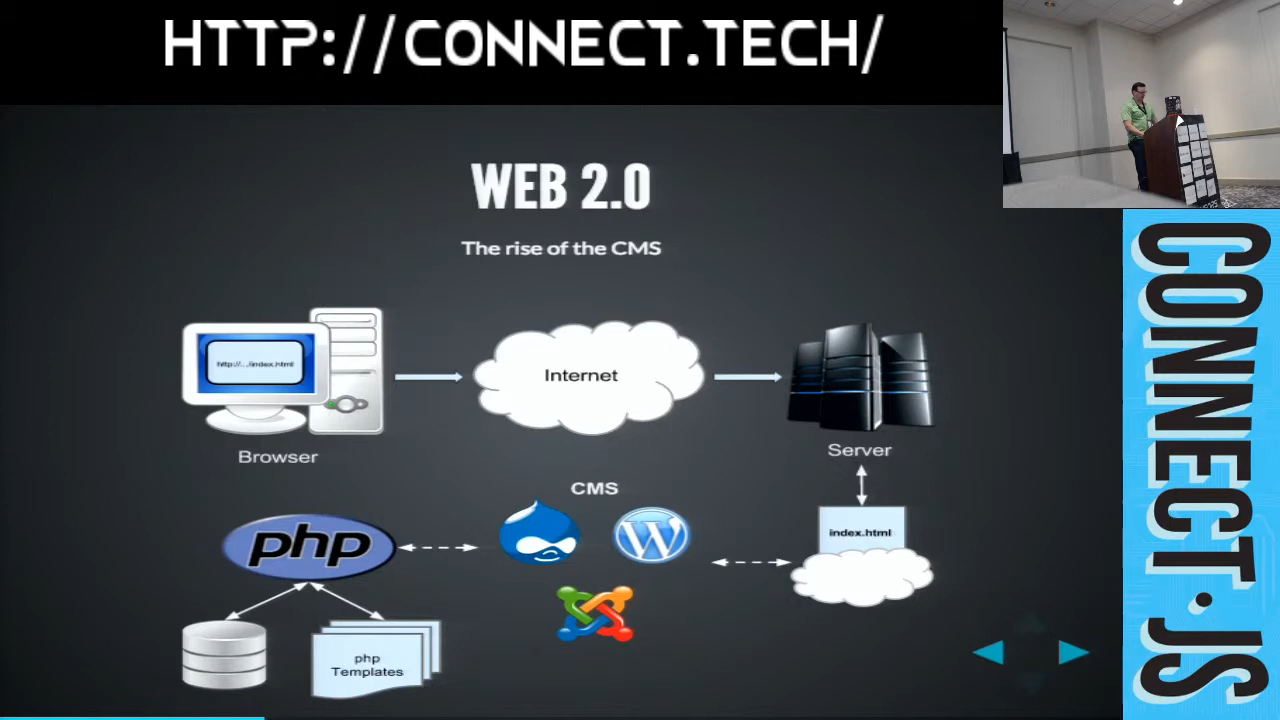 HTTP://CONNECT.TECH/
WEB 2.0
The rise of the CMS
http://.../index.html
Internet
Browser
Server
CMS
index.html
php
php
Templates
CONNECT.JS